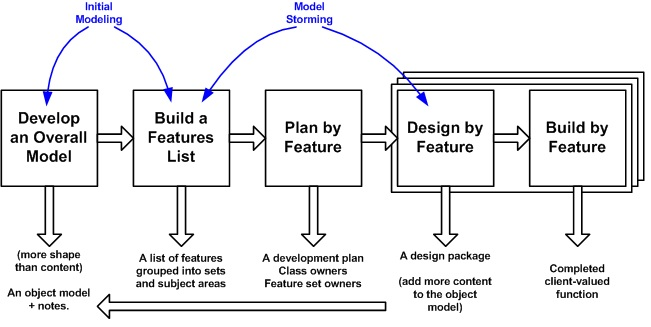 Initial
Modeling
Model
Storming
Develop
an Overall
Model
Build a
Features
List
Plan by
Feature
Design by
Feature
Build by
Feature
(more shape
than content)
An object model
+ notes.
A list of features
grouped into sets
and subject areas
A development plan
Class owners
Feature set owners
A design package
(add more content
to the object
model)
Completed
client-valued
function